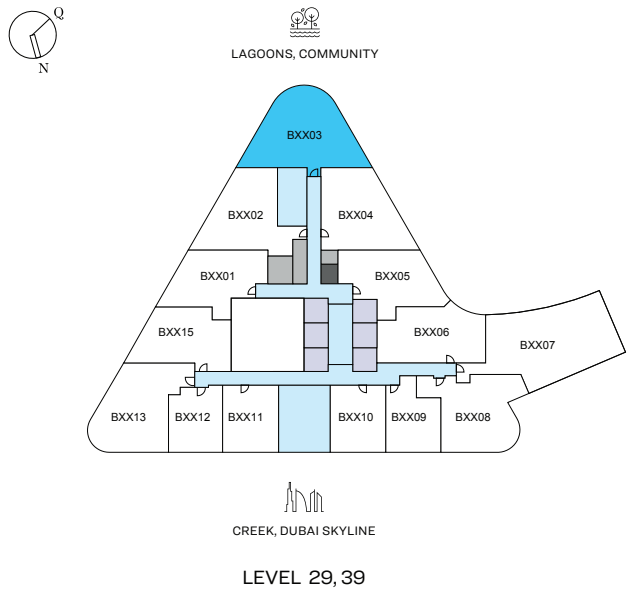 Q
N
LAGOONS, COMMUNITY
BXX03
BXX02
BXX04
BXX01
BXX05
BXX15
BXX06
BXX07
BXX13
BXX12
BXX11
BXX10
BXX09
BXX08
CREEK, DUBAI SKYLINE
LEVEL 29, 39